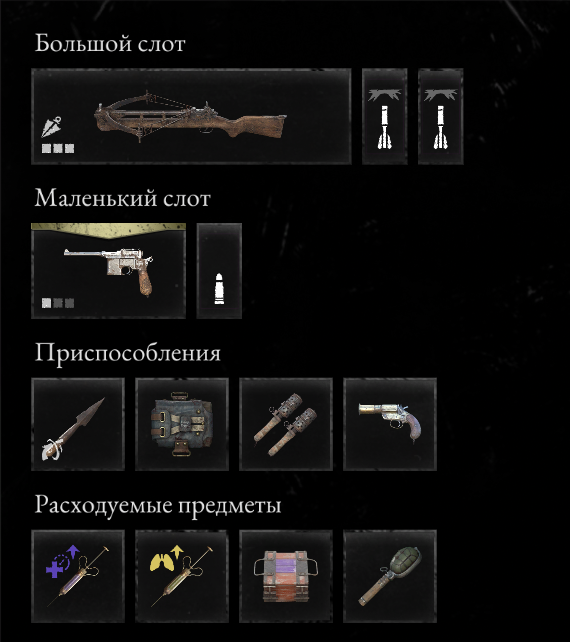 Большой слот
Маленький слот
Приспособления
Расходуемые предметы